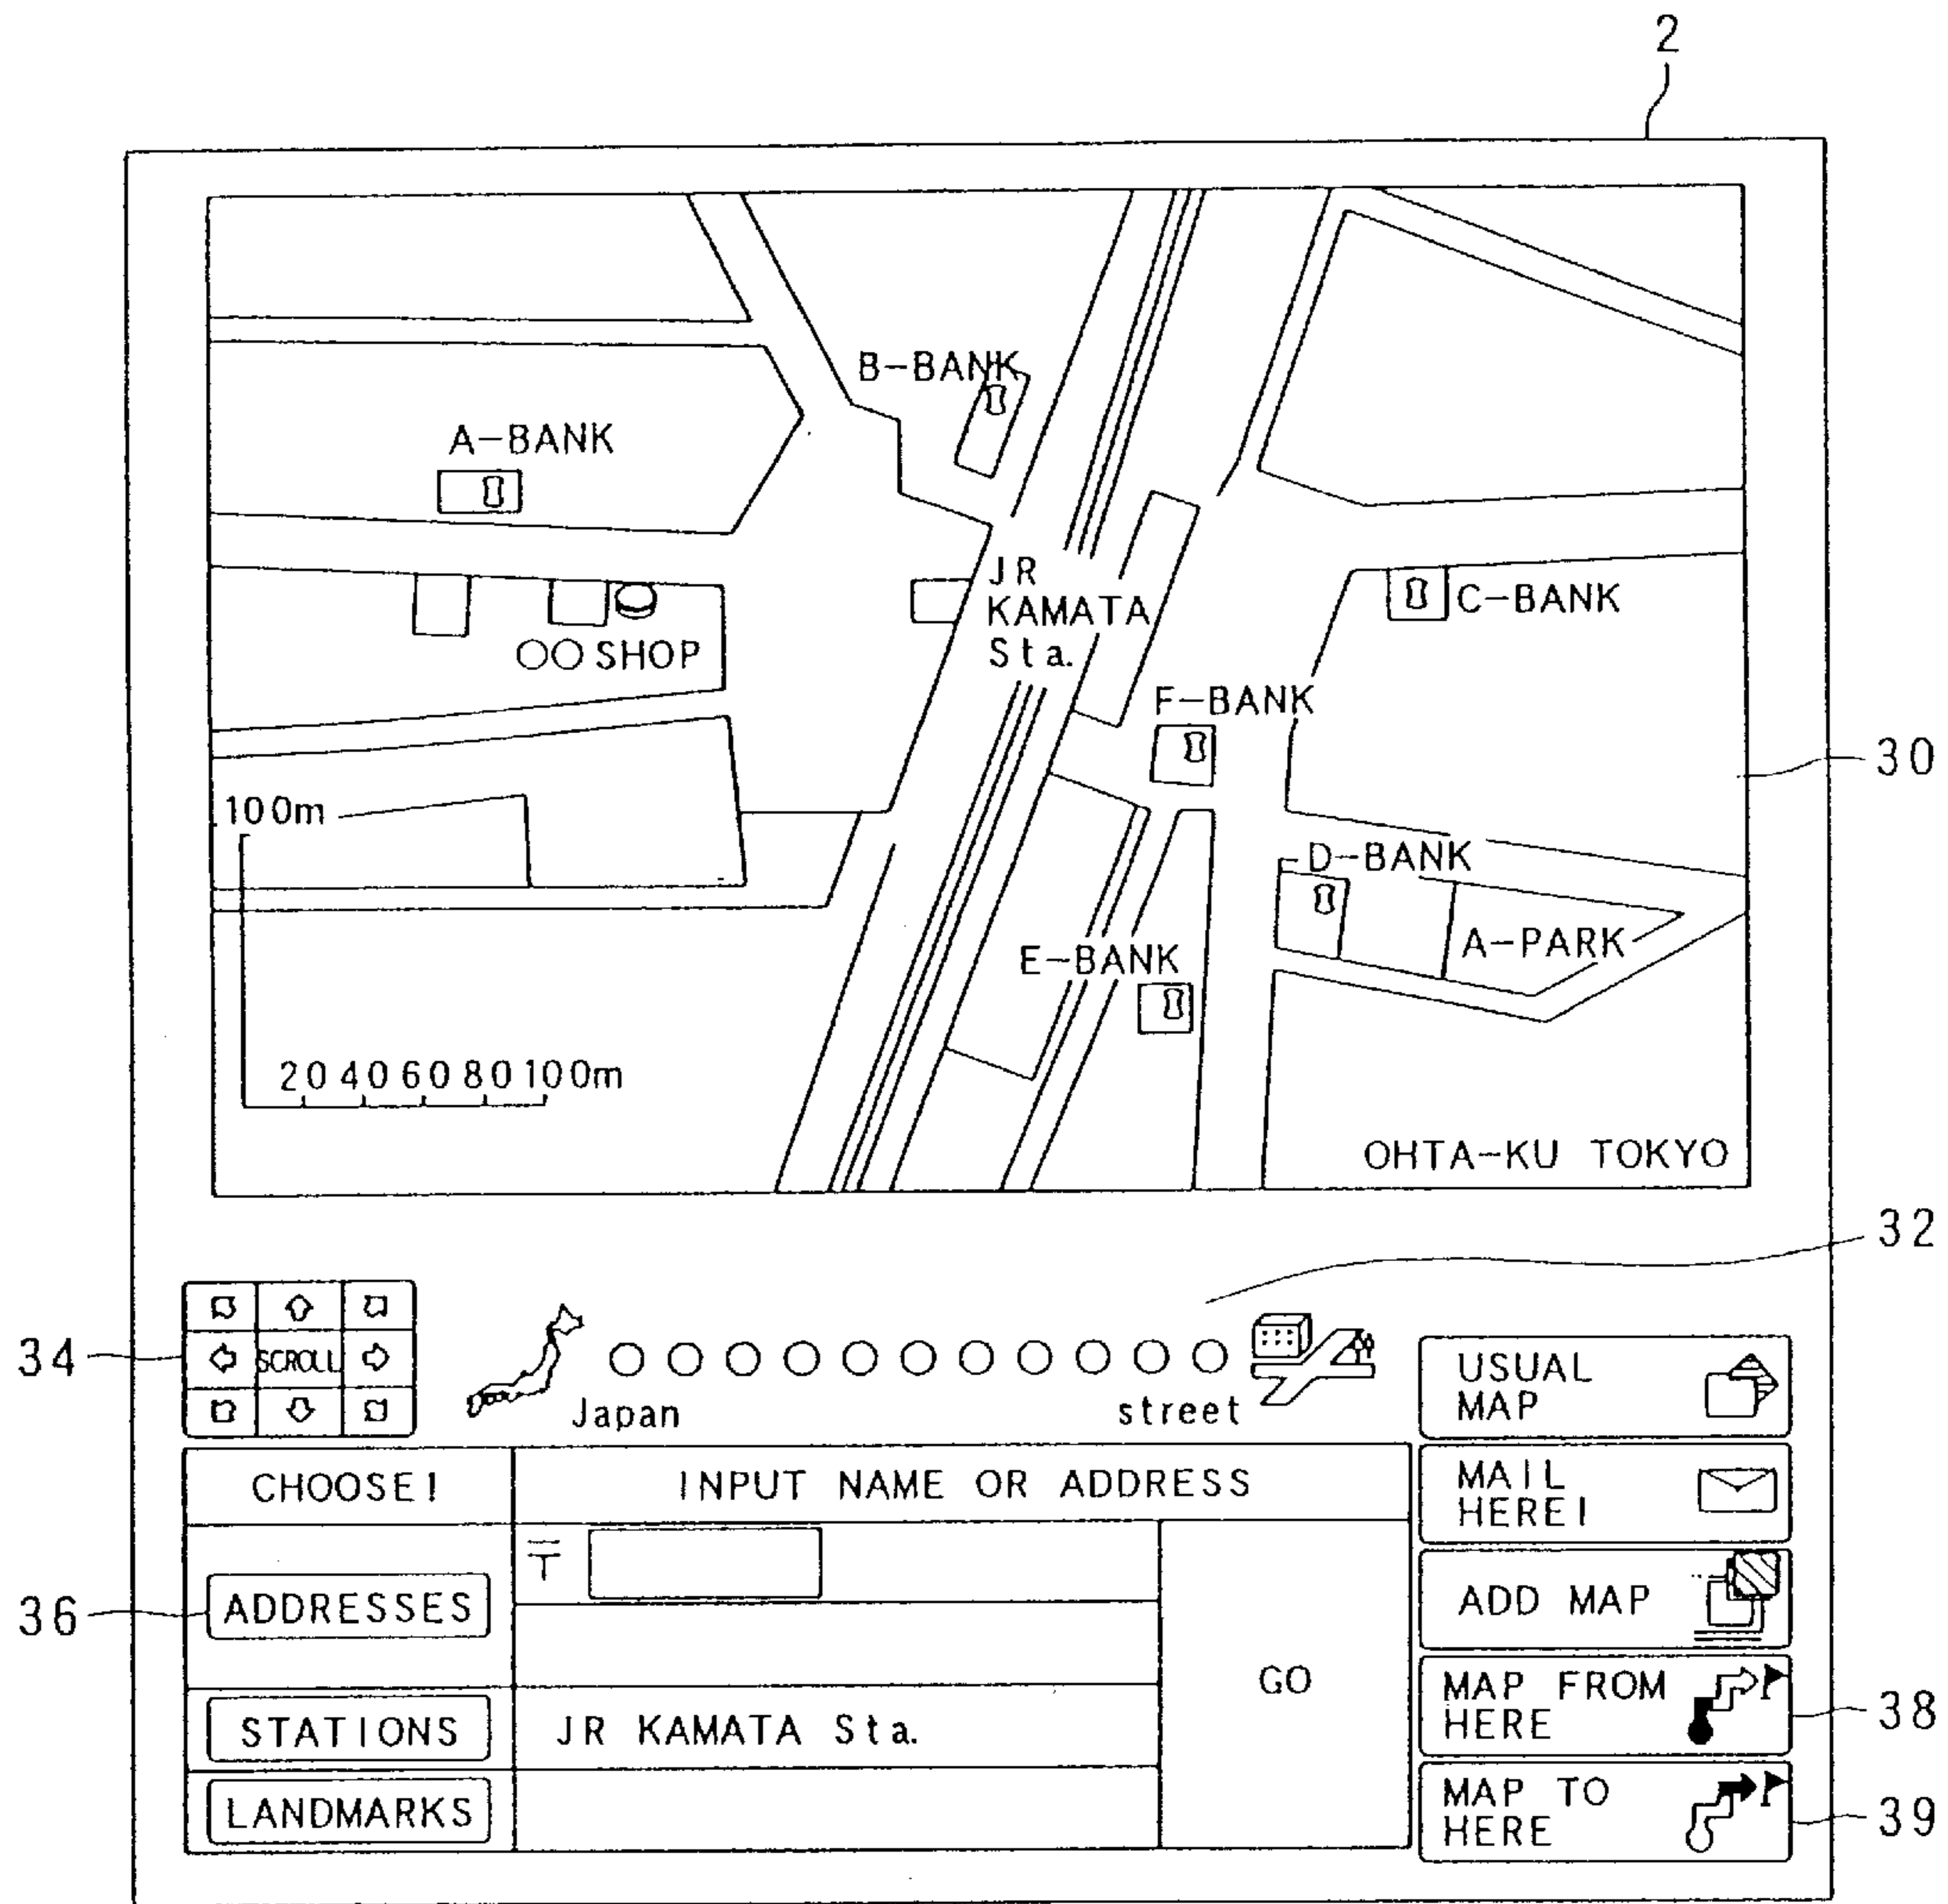 2
B-BANK
A-BANK
JR
KAMATA
Sta.
C-BANK
○○ SHOP
F-BANK
30
100m
D-BANK
A-PARK
E-BANK
20 40 60 80 100m
OHTA-KU TOKYO
32
34
SCROLL
Japan
street
USUAL
MAP
CHOOSE!
INPUT NAME OR ADDRESS
MAIL
HERE!
〒
36
ADDRESSES
ADD MAP
GO
MAP FROM
HERE
38
STATIONS
JR KAMATA Sta.
LANDMARKS
MAP TO
HERE
39